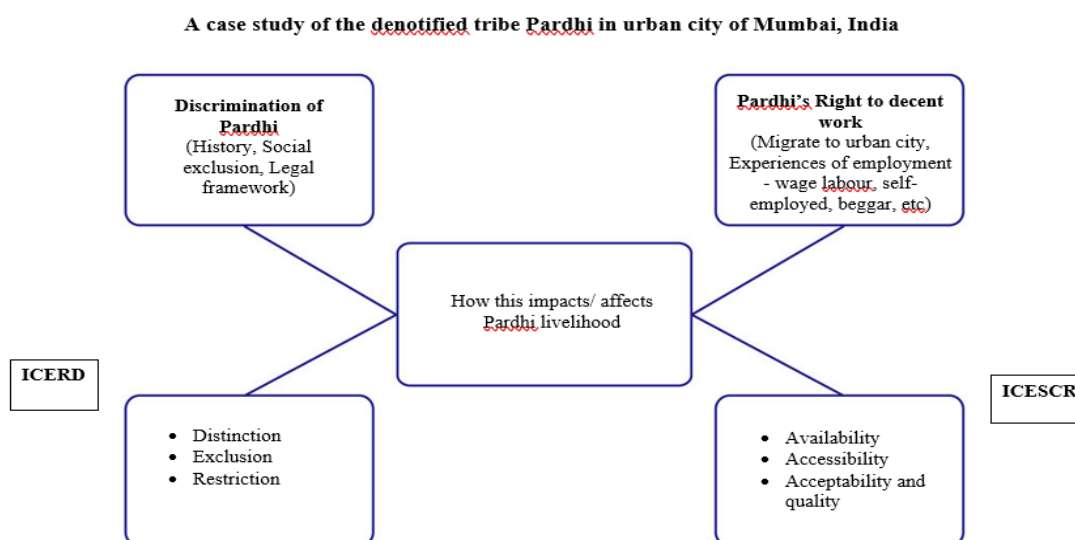 A case study of the denotified tribe Pardhi in urban city of Mumbai, India
Discrimination of
Pardhi
(History, Social
exclusion, Legal
framework)
Pardhi's Right to decent
work
(Migrate to urban city,
Experiences of employment
- wage labour, self-
employed, beggar, etc)
How this impacts/ affects
Pardhi livelihood
ICERD
ICESCR
• Distinction
• Exclusion
• Restriction
• Availability
• Accessibility
• Acceptability and
quality